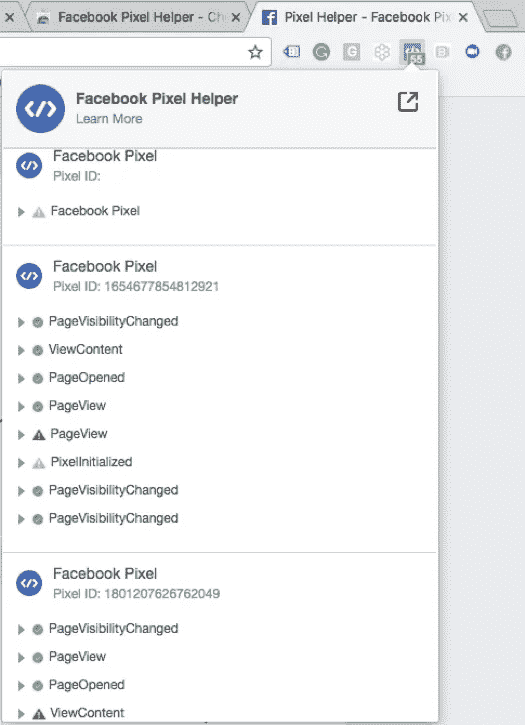 Facebook Pixel Helper - Ch
Pixel Helper - Facebook Pix
55
Facebook Pixel Helper
Learn More
Facebook Pixel
Pixel ID:
Facebook Pixel
Facebook Pixel
Pixel ID: 1654677854812921
PageVisibilityChanged
ViewContent
PageOpened
PageView
PageView
PixelInitialized
PageVisibilityChanged
PageVisibilityChanged
Facebook Pixel
Pixel ID: 1801207626762049
PageVisibilityChanged
PageView
PageOpened
ViewContent